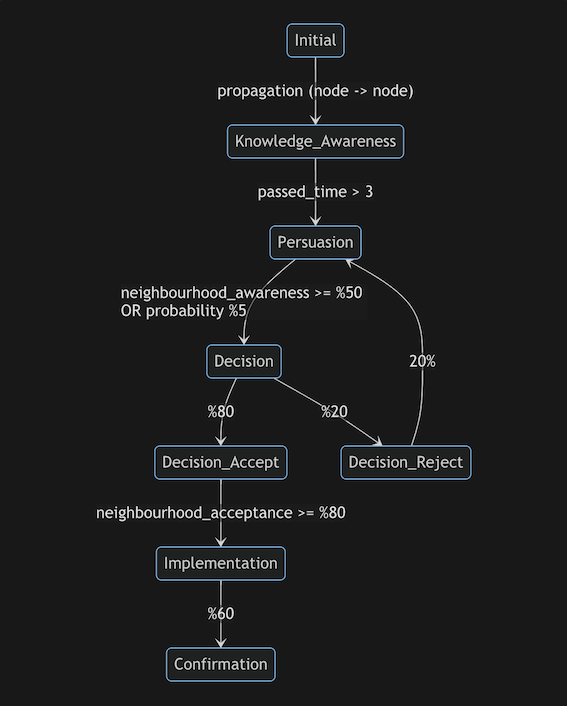 Initial
propagation (node -> node)
Knowledge_Awareness
passed_time > 3
Persuasion
neighbourhood_awareness >= %50
OR probability %5
Decision
20%
%80
%20
Decision_Accept
Decision_Reject
neighbourhood_acceptance >= %80
Implementation
%60
Confirmation